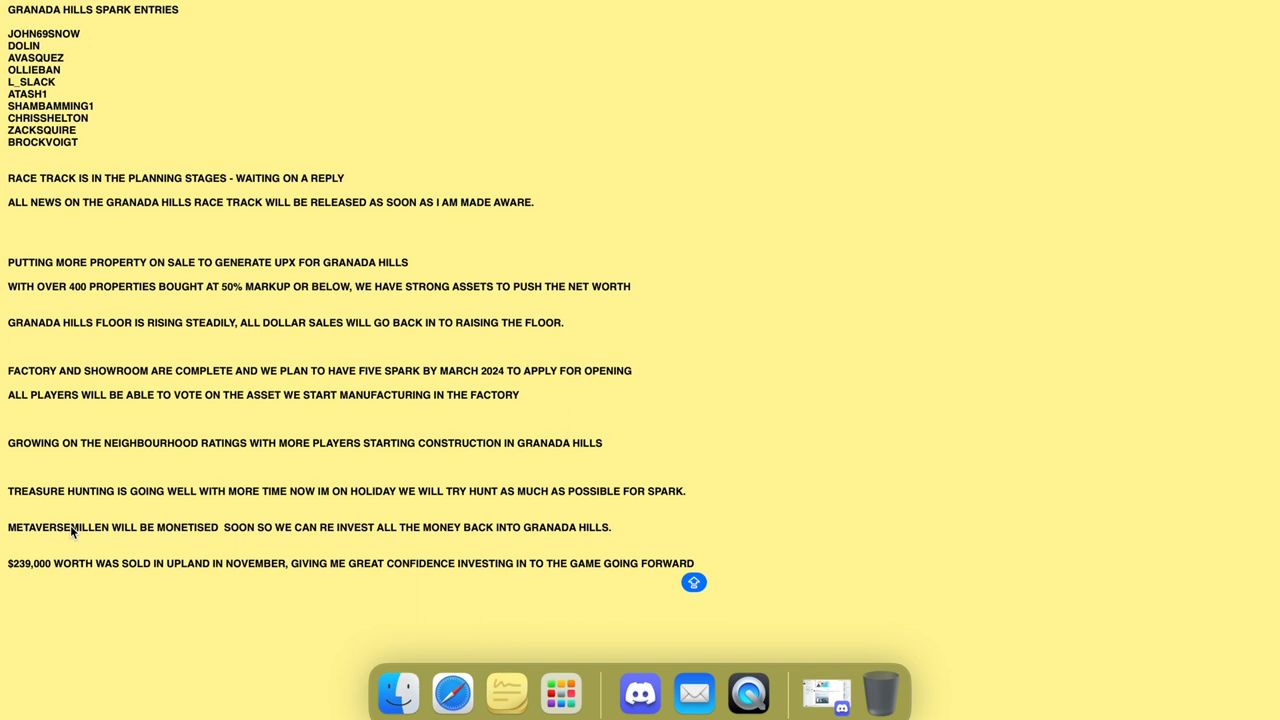 GRANADA HILLS SPARK ENTRIES
JOHN69SNOW
DOLIN
AVASQUEZ
OLLIEBAN
L_SLACK
ATASH1
SHAMBAMMING1
CHRISSHELTON
ZACKSQUIRE
BROCKVOIGT
RACE TRACK IS IN THE PLANNING STAGES - WAITING ON A REPLY
ALL NEWS ON THE GRANADA HILLS RACE TRACK WILL BE RELEASED AS SOON AS I AM MADE AWARE.
PUTTING MORE PROPERTY ON SALE TO GENERATE UPX FOR GRANADA HILLS
WITH OVER 400 PROPERTIES BOUGHT AT 50% MARKUP OR BELOW, WE HAVE STRONG ASSETS TO PUSH THE NET WORTH
GRANADA HILLS FLOOR IS RISING STEADILY, ALL DOLLAR SALES WILL GO BACK IN TO RAISING THE FLOOR.
FACTORY AND SHOWROOM ARE COMPLETE AND WE PLAN TO HAVE FIVE SPARK BY MARCH 2024 TO APPLY FOR OPENING
ALL PLAYERS WILL BE ABLE TO VOTE ON THE ASSET WE START MANUFACTURING IN THE FACTORY
GROWING ON THE NEIGHBOURHOOD RATINGS WITH MORE PLAYERS STARTING CONSTRUCTION IN GRANADA HILLS
TREASURE HUNTING IS GOING WELL WITH MORE TIME NOW IM ON HOLIDAY WE WILL TRY HUNT AS MUCH AS POSSIBLE FOR SPARK.
METAVERSEMILLEN WILL BE MONETISED  SOON SO WE CAN RE INVEST ALL THE MONEY BACK INTO GRANADA HILLS.
$239,000 WORTH WAS SOLD IN UPLAND IN NOVEMBER, GIVING ME GREAT CONFIDENCE INVESTING IN TO THE GAME GOING FORWARD